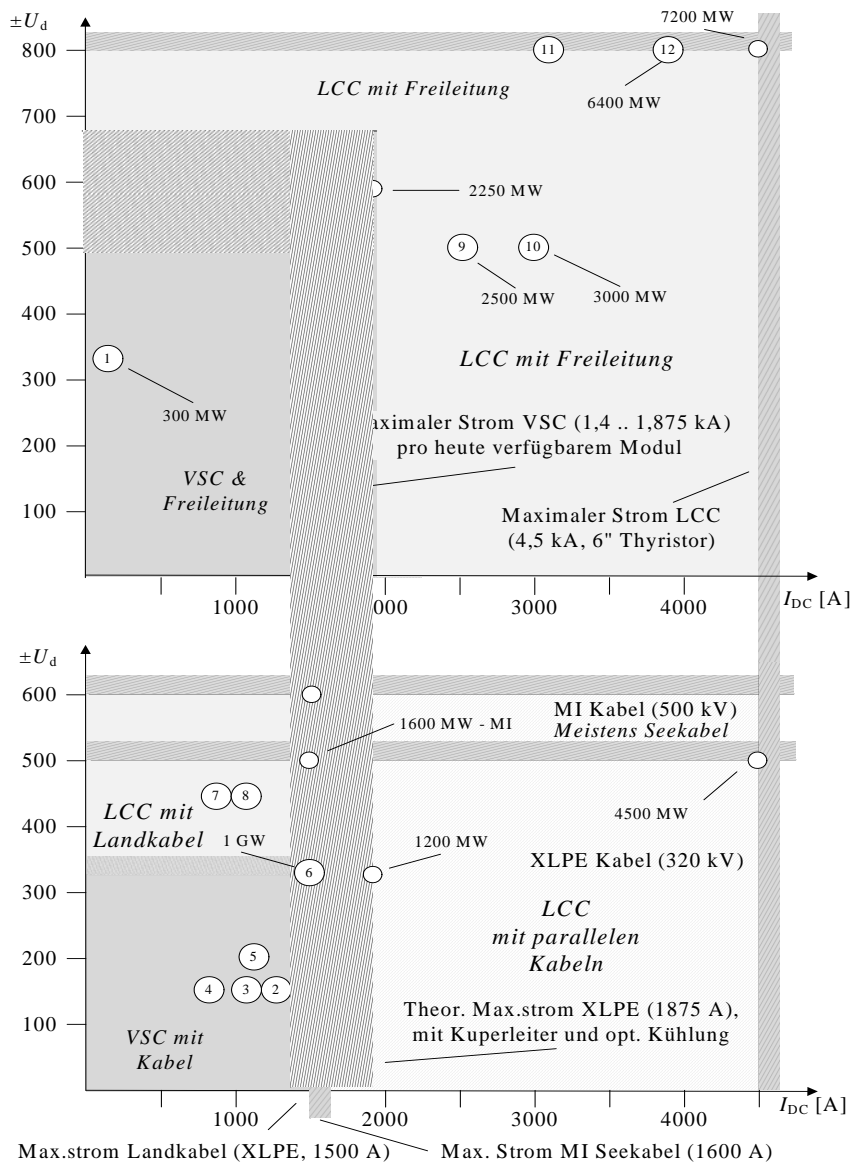 ±Ud
7200 MW
800
11
12
LCC mit Freileitung
6400 MW
700
600
2250 MW
500
9
10
2500 MW
3000 MW
400
1
LCC mit Freileitung
300
300 MW
aximaler Strom VSC (1,4 .. 1,875 kA)
pro heute verfügbarem Modul
200
VSC &
Freileitung
100
Maximaler Strom LCC
(4,5 kA, 6" Thyristor)
1000
000
3000
4000
IDC [A]
±Ud
600
MI Kabel (500 kV)
Meistens Seekabel
1600 MW - MI
500
7
8
4500 MW
400
LCC mit
Landkabel
1 GW
1200 MW
XLPE Kabel (320 kV)
6
300
LCC
mit parallelen
Kabeln
200
5
4
3
2
Theor. Max.strom XLPE (1875 A),
mit Kuperleiter und opt. Kühlung
100
VSC mit
Kabel
1000
2000
3000
4000
IDC [A]
Max.strom Landkabel (XLPE, 1500 A)
Max. Strom MI Seekabel (1600 A)